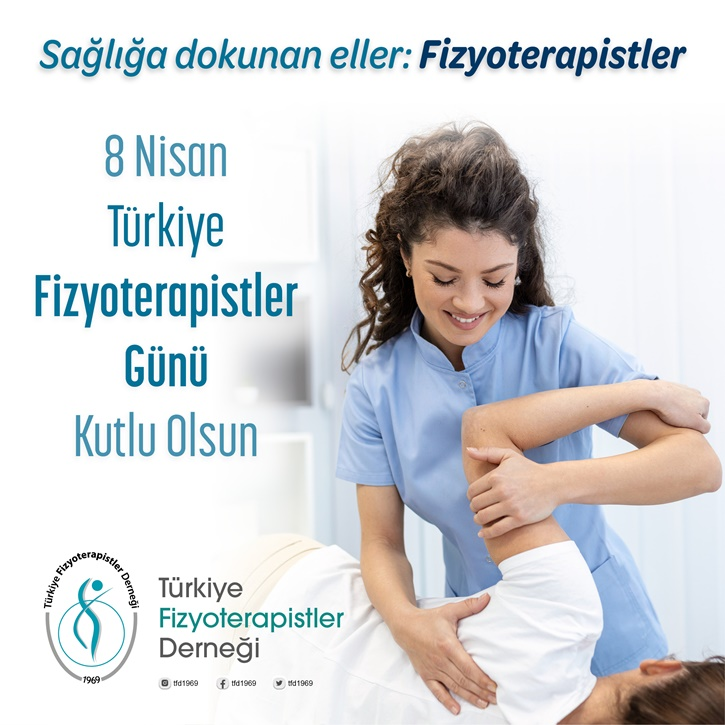 Sağlığa dokunan eller: Fizyoterapistler
8 Nisan
Türkiye
Fizyoterapistler
Günü
Kutlu Olsun
Türkiye Fizyoterapistler Derneği
1969
Türkiye
Fizyoterapistler
Derneği
tfd1969 tfd1969 tfd1969